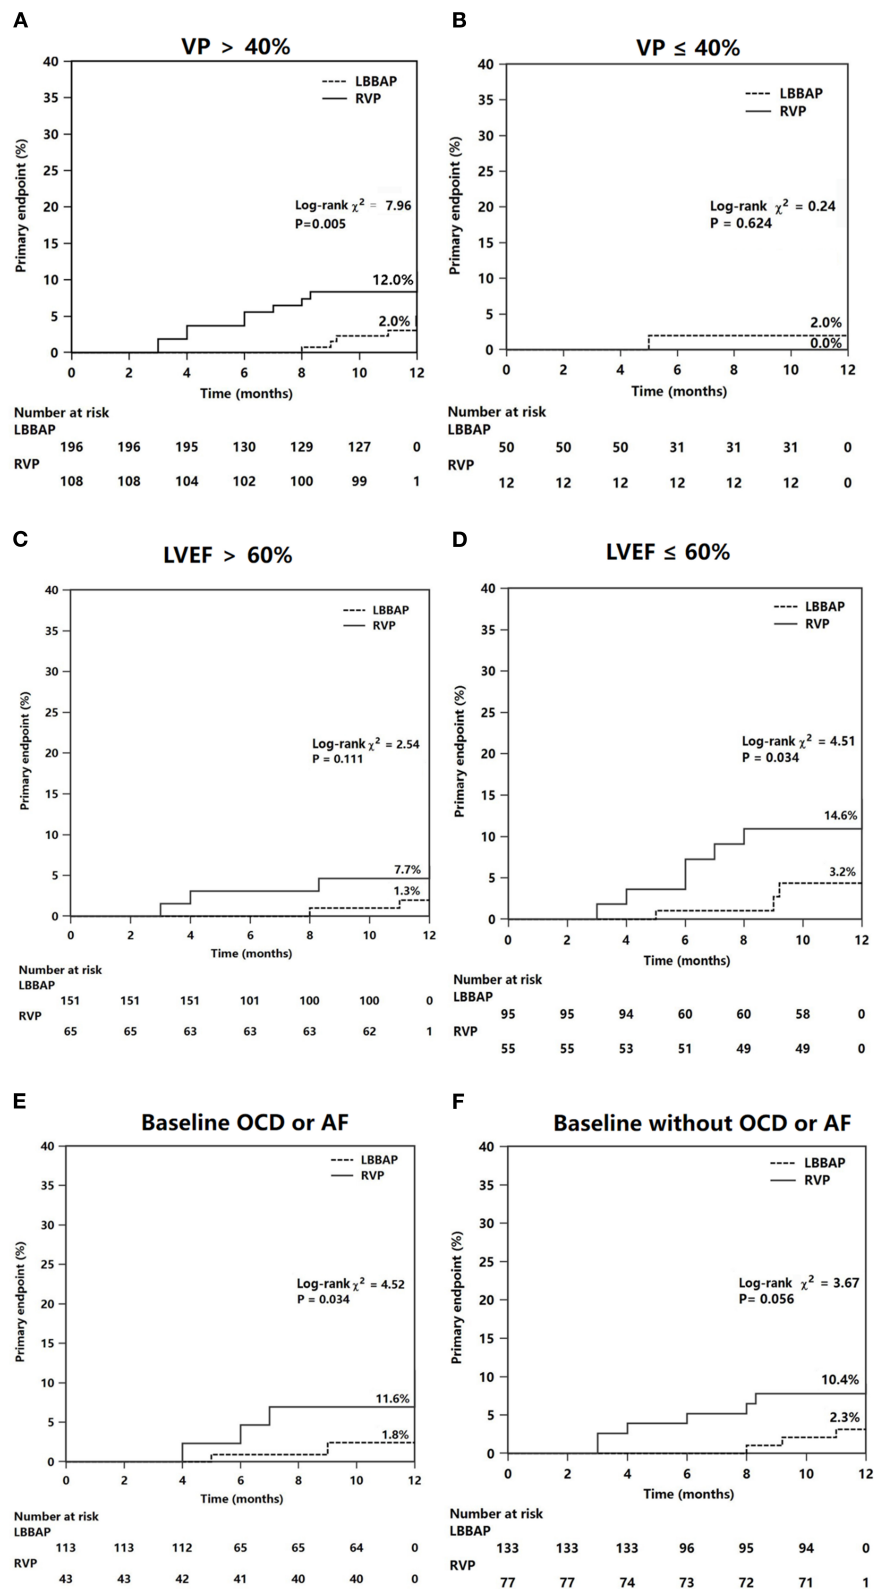 A
VP > 40%
40
35
30
25
20
15
10
5
0
Primary endpoint (%)
LBBAP
RVP
Log-rank χ² = 7.96
P=0.005
12.0%
2.0%
0 2 4 6 8 10 12
Time (months)
Number at risk
LBBAP
196 196 195 130 129 127 0
RVP
108 108 104 102 100 99 1
B
VP ≤ 40%
40
35
30
25
20
15
10
5
0
Primary endpoint (%)
LBBAP
RVP
Log-rank χ² = 0.24
P = 0.624
2.0%
0.0%
0 2 4 6 8 10 12
Time (months)
Number at risk
LBBAP
50 50 50 31 31 31 0
RVP
12 12 12 12 12 12 0
C
LVEF > 60%
40
35
30
25
20
15
10
5
0
Primary endpoint (%)
LBBAP
RVP
Log-rank χ² = 2.54
P = 0.111
7.7%
1.3%
0 2 4 6 8 10 12
Time (months)
Number at risk
LBBAP
151 151 151 101 100 100 0
RVP
65 65 63 63 63 62 1
D
LVEF ≤ 60%
40
35
30
25
20
15
10
5
0
Primary endpoint (%)
LBBAP
RVP
Log-rank χ² = 4.51
P = 0.034
14.6%
3.2%
0 2 4 6 8 10 12
Time (months)
Number at risk
LBBAP
95 95 94 60 60 58 0
RVP
55 55 53 51 49 49 0
E
Baseline OCD or AF
40
35
30
25
20
15
10
5
0
Primary endpoint (%)
LBBAP
RVP
Log-rank χ² = 4.52
P = 0.034
11.6%
1.8%
0 2 4 6 8 10 12
Time (months)
Number at risk
LBBAP
113 113 112 65 65 64 0
RVP
43 43 42 41 40 40 0
F
Baseline without OCD or AF
40
35
30
25
20
15
10
5
0
Primary endpoint (%)
LBBAP
RVP
Log-rank χ² = 3.67
P= 0.056
10.4%
2.3%
0 2 4 6 8 10 12
Time (months)
Number at risk
LBBAP
133 133 133 96 95 94 0
RVP
77 77 74 73 72 71 1